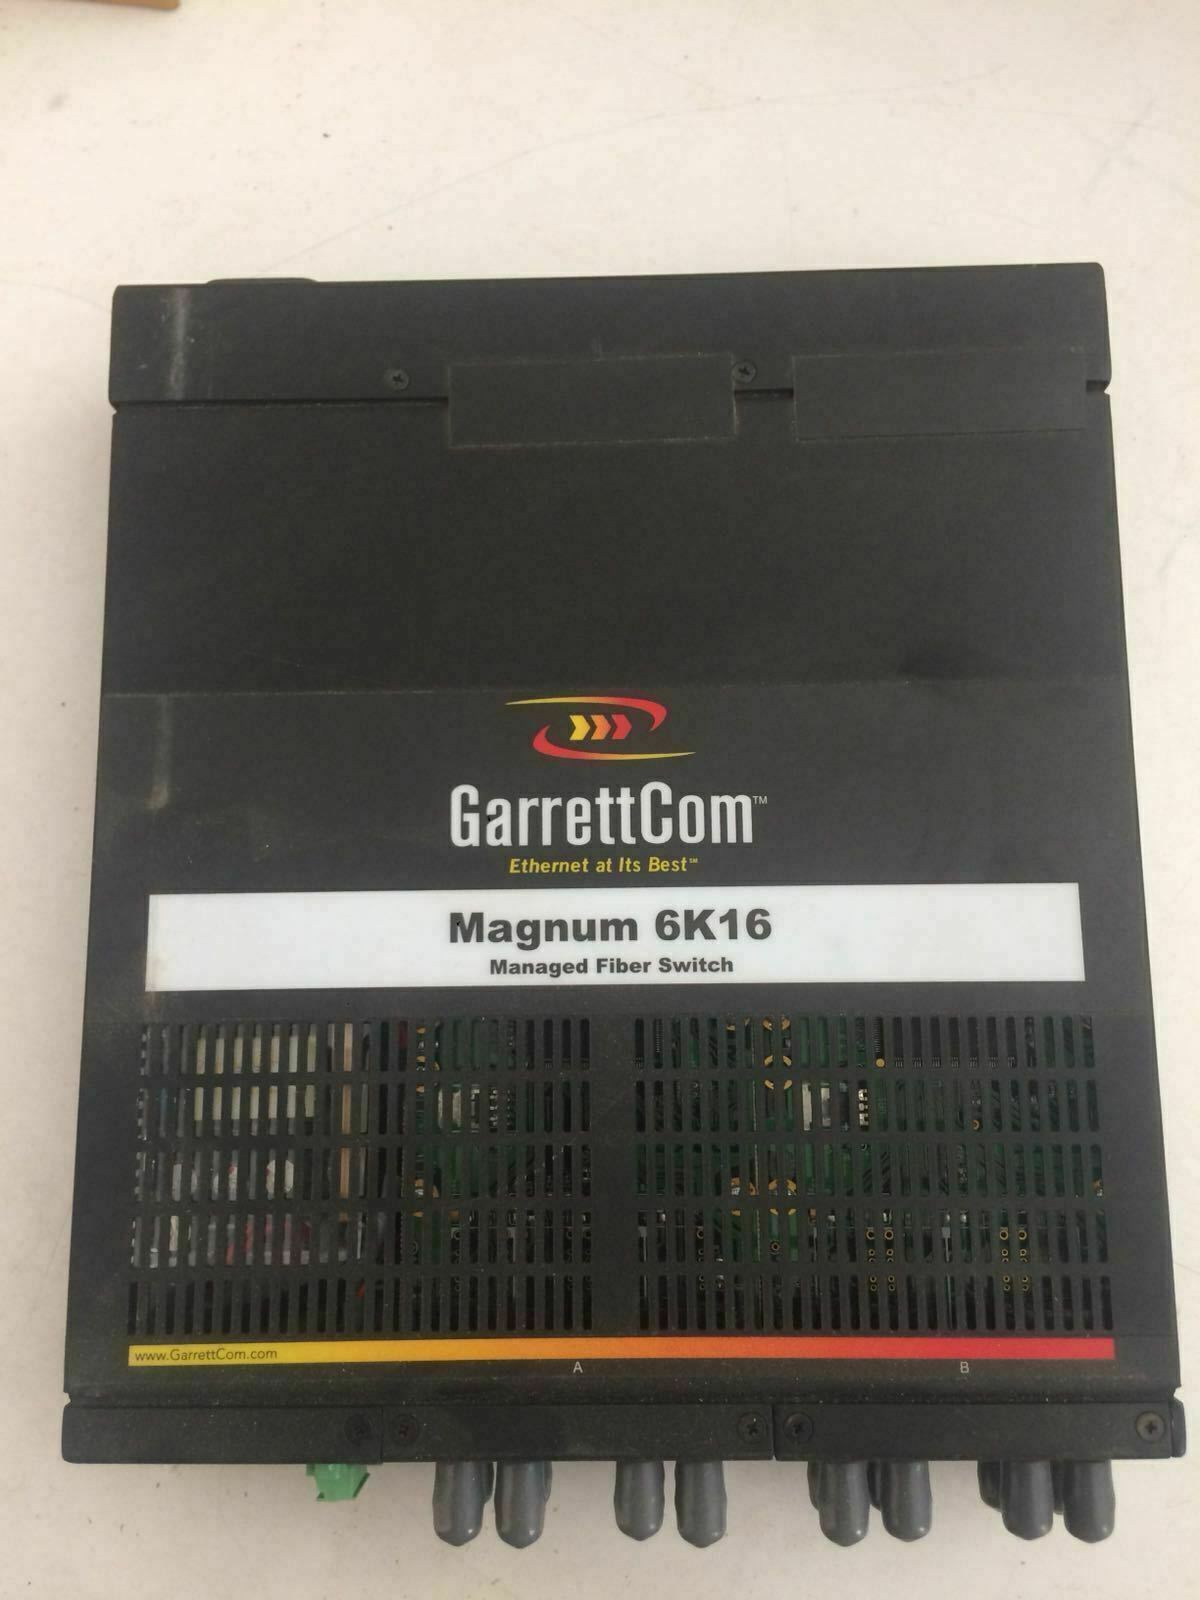 GarrettCom™
Ethernet at Its Best℠
Magnum 6K16
Managed Fiber Switch
www.GarrettCom.com
A B